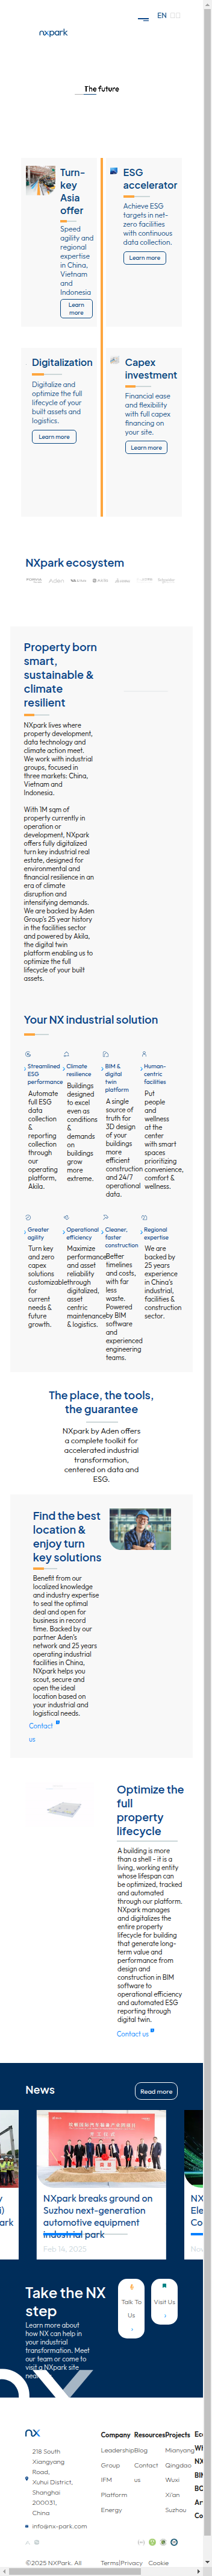 nxpark
EN
The future
Turn-
key
Asia
offer
Speed
agility and
regional
expertise
in China,
Vietnam
and
Indonesia
Learn
more
ESG
accelerator
Achieve ESG
targets in net-
zero facilities
with continuous
data collection.
Learn more
Digitalization
Digitalize and
optimize the full
lifecycle of your
built assets and
logistics.
Learn more
Capex
investment
Financial ease
and flexibility
with full capex
financing on
your site.
Learn more
NXpark ecosystem
Property born
smart,
sustainable &
climate
resilient
NXpark lives where
property development,
data technology and
climate action meet.
We work with industrial
groups, focused in
three markets: China,
Vietnam and
Indonesia.
With 1M sqm of
property currently in
operation or
development, NXpark
offers fully digitalized
turn key industrial real
estate, designed for
environmental and
financial resilience in an
era of climate
disruption and
intensifying demands.
We are backed by Aden
Group's 25 year history
in the facilities sector
and powered by Akila,
the digital twin
platform enabling us to
optimize the full
lifecycle of your built
assets.
Your NX industrial solution
Streamlined
ESG
performance
Automate
full ESG
data
collection
&
reporting
collection
through
our
operating
platform,
Akila.
Climate
resilience
Buildings
designed
to excel
even as
conditions
&
demands
on
buildings
grow
more
extreme.
BIM &
digital
twin
platform
A single
source of
truth for
3D design
of your
buildings
more
efficient
construction
and 24/7
operational
data.
Human-
centric
facilities
Put
people
and
wellness
at the
center
with smart
spaces
prioritizing
convenience,
comfort &
wellness.
Greater
agility
Turn key
and zero
capex
solutions
customizable
for
current
needs &
future
growth.
Operational
efficiency
Maximize
performance
and asset
reliability
through
digitalized,
asset
centric
maintenance
& logistics.
Cleaner,
faster
construction
Better
timelines
and costs,
with far
less
waste.
Powered
by BIM
software
and
experienced
engineering
teams.
Regional
expertise
We are
backed by
25 years
experience
in China's
industrial,
facilities &
construction
sector.
The place, the tools,
the guarantee
NXpark by Aden offers
a complete toolkit for
accelerated industrial
transformation,
centered on data and
ESG.
Find the best
location &
enjoy turn
key solutions
Benefit from our
localized knowledge
and industry expertise
to seal the optimal
deal and open for
business in record
time. Backed by our
partner Aden's
network and 25 years
operating industrial
facilities in China,
NXpark helps you
scout, secure and
open the ideal
location based on
your industrial and
logistical needs.
Contact
us
Optimize the
full
property
lifecycle
A building is more
than a shell - it is a
living, working entity
whose lifespan can
be optimized, tracked
and automated
through our platform.
NXpark manages
and digitalizes the
entire property
lifecycle for building
that generate long-
term value and
performance from
design and
construction in BIM
software to
operational efficiency
and automated ESG
reporting through
digital twin.
Contact us
News
Read more
NXpark breaks ground on
Suzhou next-generation
automotive equipment
industrial park
Feb 14, 2025
Take the NX
step
Learn more about
how NX can help in
your industrial
transformation. Meet
our team or come to
visit a NXpark site
Talk To
Us
Visit Us
nx
218 South
Xiangyang
Road,
Xuhui District,
Shanghai
200031,
China
info@nx-park.com
Company
Leadership
Group
IFM
Platform
Energy
Resources
Blog
Contact
us
Projects
Mianyang
Qingdao
Wuxi
Xi'an
Suzhou
©2025 NXPark. All
Terms|Privacy
Cookie